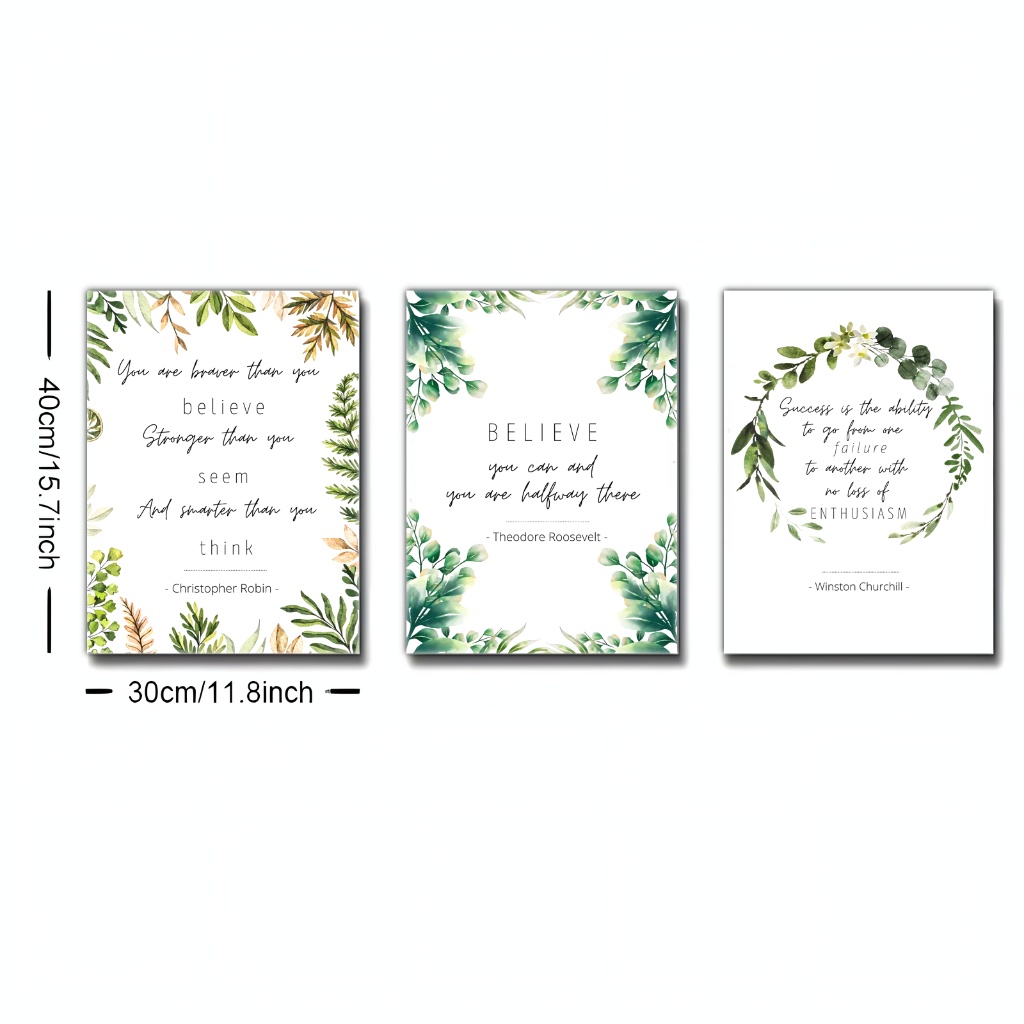 40cm/15.7inch
You are braver than you
believe
Stronger than you
seem
And smarter than you
think
- Christopher Robin -
30cm/11.8inch
BELIEVE
you can and
you are halfway there
- Theodore Roosevelt -
Success is the ability
to go from one
failure
to another with
no loss of
ENTHUSIASM
- Winston Churchill -